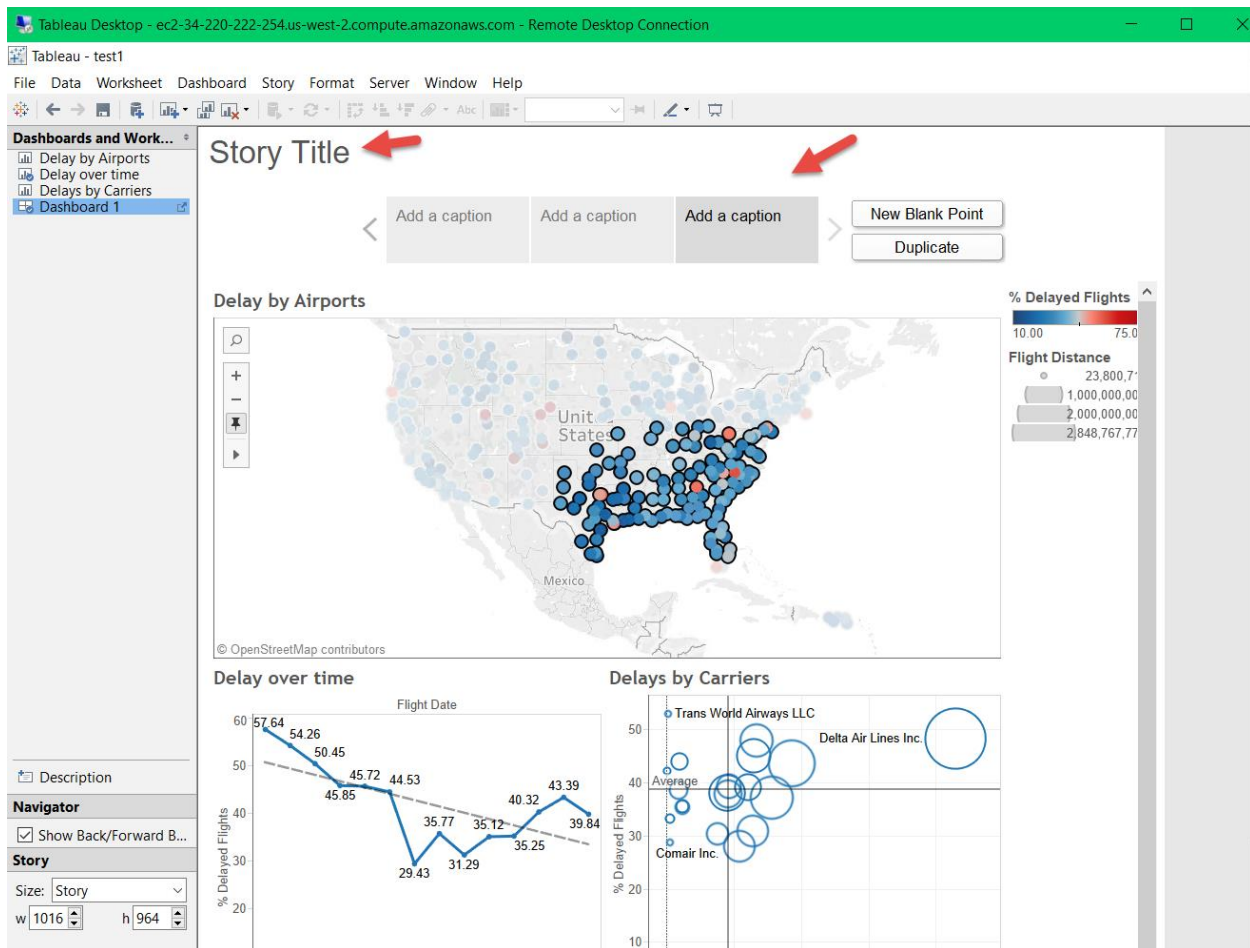 Tableau Desktop - ec2-34-220-222-254.us-west-2.compute.amazonaws.com - Remote Desktop Connection
Tableau - test1
File Data Worksheet Dashboard Story Format Server Window Help
Abc
Dashboards and Work...
Delay by Airports
Delay over time
Delays by Carriers
Dashboard 1
Story Title
Add a caption Add a caption Add a caption
New Blank Point
Duplicate
Delay by Airports
% Delayed Flights
10.00 75.0
Flight Distance
23,800,7
1,000,000,00
2,000,000,00
2,848,767,77
United
States
Mexico
© OpenStreetMap contributors
Delay over time
Flight Date
% Delayed Flights
60
50
40
30
20
57.64
54.26
50.45
45.85
45.72
44.53
29.43
35.77
31.29
35.12
35.25
40.32
43.39
39.84
Delays by Carriers
% Delayed Flights
50
40
30
20
10
Trans World Airways LLC
Delta Air Lines Inc.
Average
Comair Inc.
Description
Navigator
Show Back/Forward B...
Story
Size: Story
w 1016 h 964